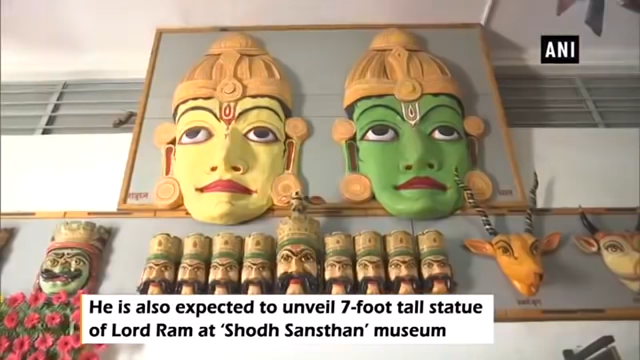 ANI
He is also expected to unveil 7-foot tall statue
of Lord Ram at ‘Shodh Sansthan’ museum